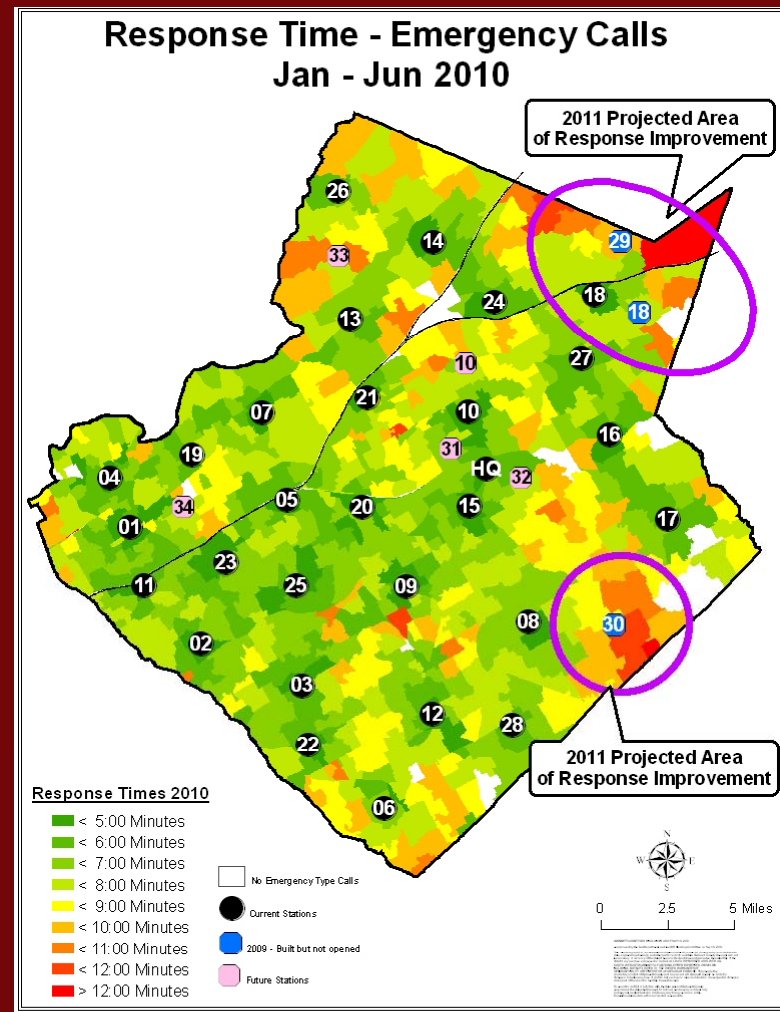 Response Time - Emergency Calls
Jan - Jun 2010
2011 Projected Area
of Response Improvement
26
14
29
33
24
18
18
13
10
27
21
10
07
16
31
HQ
32
19
04
34
05
20
15
17
01
23
11
25
09
08
30
02
03
12
28
22
06
2011 Projected Area
of Response Improvement
Response Times 2010
< 5:00 Minutes
< 6:00 Minutes
< 7:00 Minutes
< 8:00 Minutes
< 9:00 Minutes
< 10:00 Minutes
< 11:00 Minutes
< 12:00 Minutes
> 12:00 Minutes
No Emergency Type Calls
Current Stations
2009 - Built but not opened
Future Stations
N
W E
S
0 2.5 5 Miles